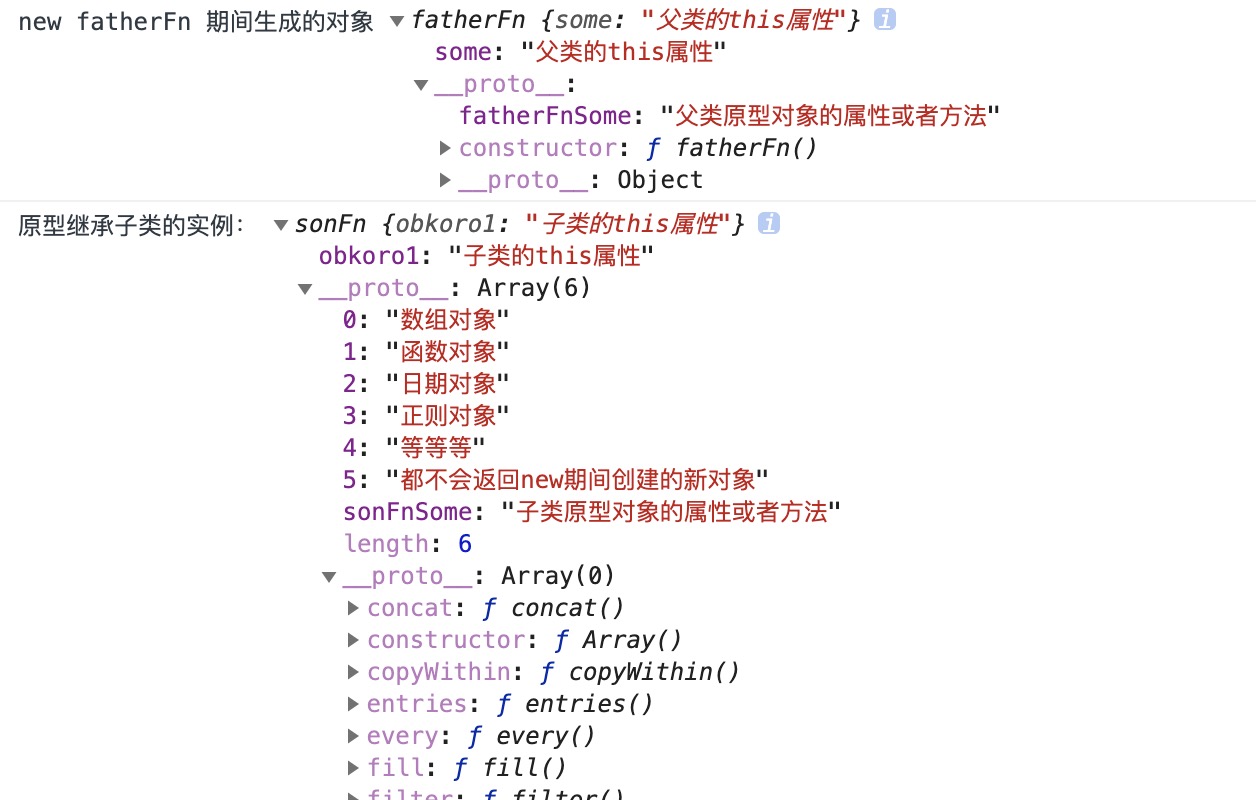 new fatherFn 期间生成的对象 ▼fatherFn {some: "父类的this属性"} i
some: "父类的this属性"
▼__proto__:
fatherFnSome: "父类原型对象的属性或者方法"
▶constructor: ƒ fatherFn()
▶__proto__: Object
原型继承子类的实例： ▼sonFn {obkoro1: "子类的this属性"} i
obkoro1: "子类的this属性"
▼__proto__: Array(6)
0: "数组对象"
1: "函数对象"
2: "日期对象"
3: "正则对象"
4: "等等等"
5: "都不会返回new期间创建的新对象"
sonFnSome: "子类原型对象的属性或者方法"
length: 6
▼__proto__: Array(0)
▶concat: ƒ concat()
▶constructor: ƒ Array()
▶copyWithin: ƒ copyWithin()
▶entries: ƒ entries()
▶every: ƒ every()
▶fill: ƒ fill()
▶filter: ƒ filter()